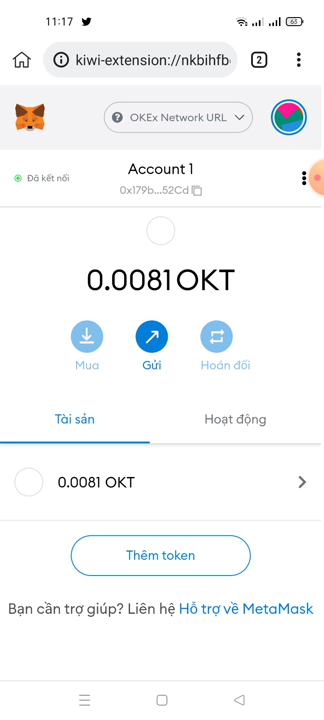 11:17
65
kiwi-extension://nkbihfb
2
OKEx Network URL
Đã kết nối
Account 1
0x179b...52Cd
0.0081 OKT
Mua
Gửi
Hoán đổi
Tài sản
Hoạt động
0.0081 OKT
Thêm token
Bạn cần trợ giúp? Liên hệ Hỗ trợ về MetaMask